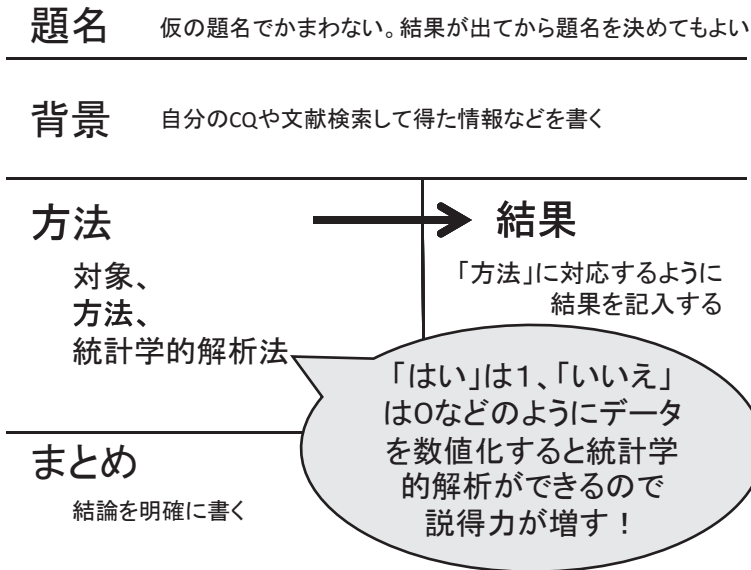 題名 仮の題名でかまわない。結果が出てから題名を決めてもよい
背景 自分のCQや文献検索して得た情報などを書く
方法
対象、
方法、
統計学的解析法
結果
「方法」に対応するように
結果を記入する
「はい」は１、「いいえ」
は0などのようにデータ
を数値化すると統計学
的解析ができるので
説得力が増す！
まとめ
結論を明確に書く